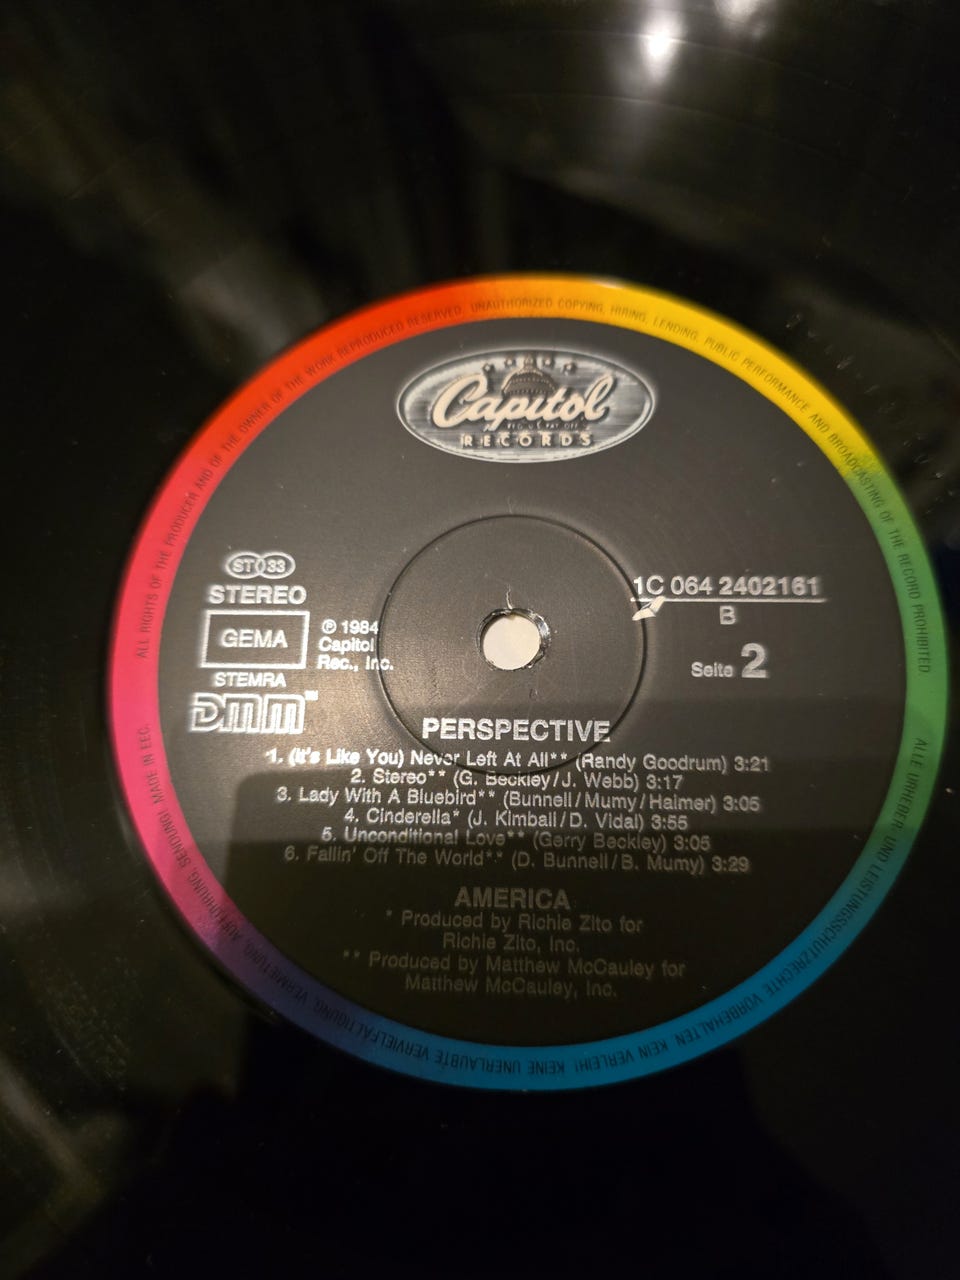 ALL RIGHTS OF THE PRODUCER AND OF THE OWNER OF THE WORK REPRODUCED RESERVED. UNAUTHORIZED COPYING, HIRING, LENDING, PUBLIC PERFORMANCE AND BROADCASTING OF THE RECORD PROHIBITED.
Capitol
RECORDS
ST 33
STEREO
GEMA
STEMRA
DMM
℗ 1984
Capitol
Rec., Inc.
1C 064 2402161
B
Seite 2
PERSPECTIVE
1. (It's Like You) Never Left At All** (Randy Goodrum) 3:21
2. Stereo** (G. Beckley/J. Webb) 3:17
3. Lady With A Bluebird** (Bunnell/Mumy/Haimer) 3:05
4. Cinderella* (J. Kimball/D. Vidal) 3:55
5. Unconditional Love** (Gerry Beckley) 3:05
6. Fallin' Off The World** (D. Bunnell/B. Mumy) 3:29
AMERICA
* Produced by Richie Zito for
Richie Zito, Inc.
** Produced by Matthew McCauley for
Matthew McCauley, Inc.
ALLE URHEBER- UND LEISTUNGSSCHUTZRECHTE VORBEHALTEN. KEIN VERLEIH! KEINE UNERLAUBTE VERVIELFÄLTIGUNG, VERMIETUNG, AUFFÜHRUNG, SENDUNG! MADE IN EEC.